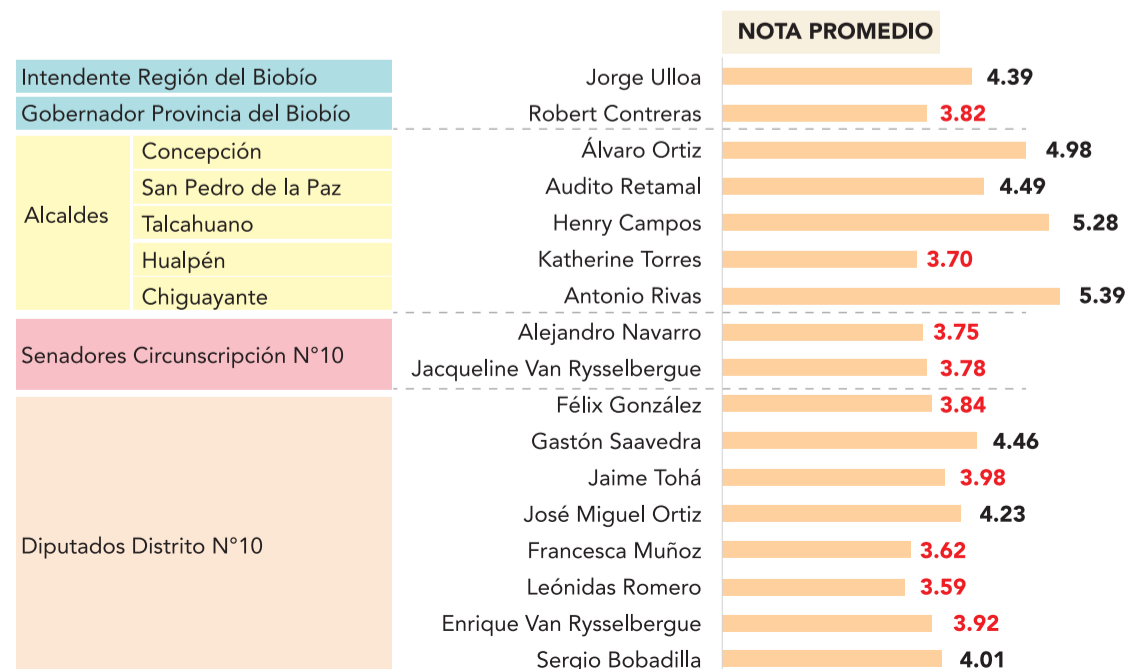 NOTA PROMEDIO
Intendente Región del Biobío Jorge Ulloa 4.39
Gobernador Provincia del Biobío Robert Contreras 3.82
Alcaldes
Concepción Álvaro Ortiz 4.98
San Pedro de la Paz Audito Retamal 4.49
Talcahuano Henry Campos 5.28
Hualpén Katherine Torres 3.70
Chiguayante Antonio Rivas 5.39
Senadores Circunscripción N°10
Alejandro Navarro 3.75
Jacqueline Van Rysselbergue 3.78
Diputados Distrito N°10
Félix González 3.84
Gastón Saavedra 4.46
Jaime Tohá 3.98
José Miguel Ortiz 4.23
Francesca Muñoz 3.62
Leónidas Romero 3.59
Enrique Van Rysselbergue 3.92
Sergio Bobadilla 4.01